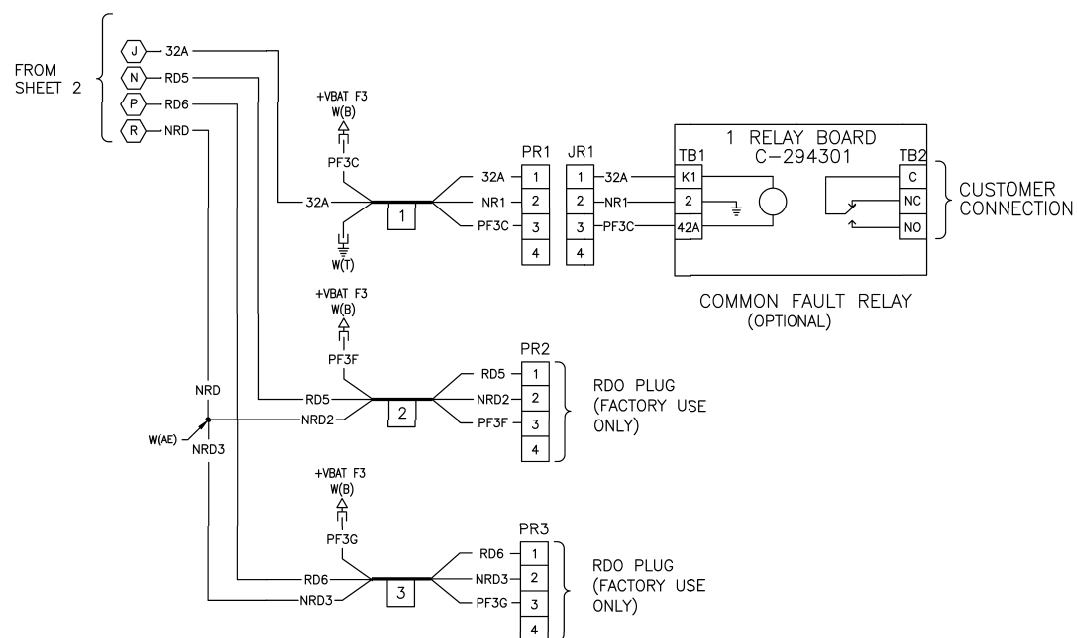 FROM
SHEET 2
J 32A
N RD5
P RD6
R NRD
+VBAT F3
W(B)
PF3C
32A
1
W(T)
32A
NR1
PF3C
PR1
1
2
3
4
JR1
1
2
3
4
32A
NR1
PF3C
1 RELAY BOARD
C-294301
TB1
K1
2
42A
TB2
C
NC
NO
CUSTOMER
CONNECTION
COMMON FAULT RELAY
(OPTIONAL)
+VBAT F3
W(B)
PF3F
NRD
RD5
NRD2
W(AE)
NRD3
2
RD5
NRD2
PF3F
PR2
1
2
3
4
RDO PLUG
(FACTORY USE
ONLY)
+VBAT F3
W(B)
PF3G
RD6
NRD3
3
RD6
NRD3
PF3G
PR3
1
2
3
4
RDO PLUG
(FACTORY USE
ONLY)